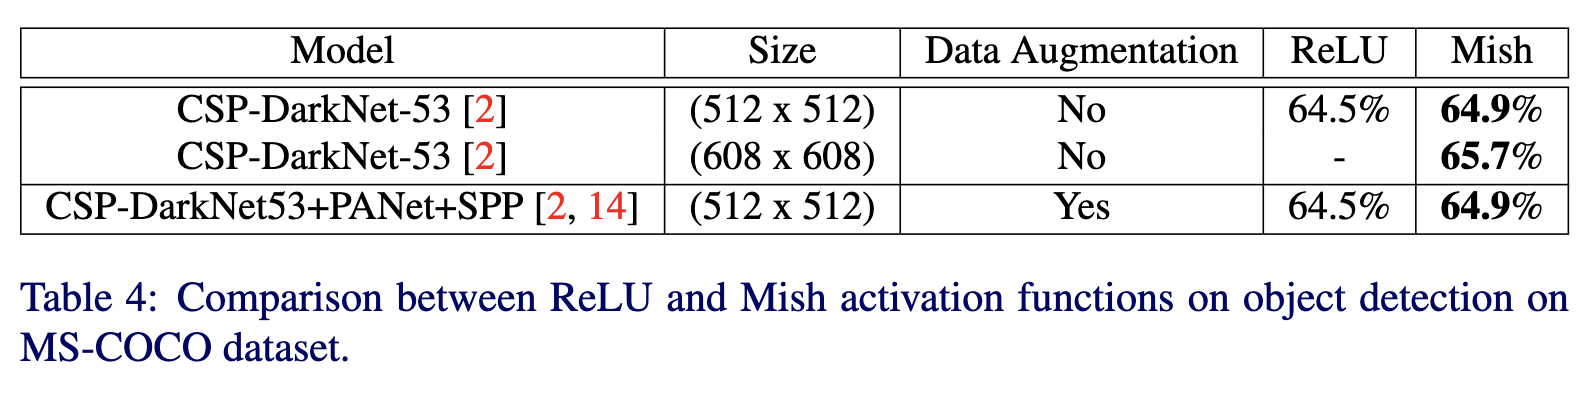 Model Size Data Augmentation ReLU Mish
CSP-DarkNet-53 [2] (512 x 512) No 64.5% 64.9%
CSP-DarkNet-53 [2] (608 x 608) No - 65.7%
CSP-DarkNet53+PANet+SPP [2, 14] (512 x 512) Yes 64.5% 64.9%
Table 4: Comparison between ReLU and Mish activation functions on object detection on
MS-COCO dataset.